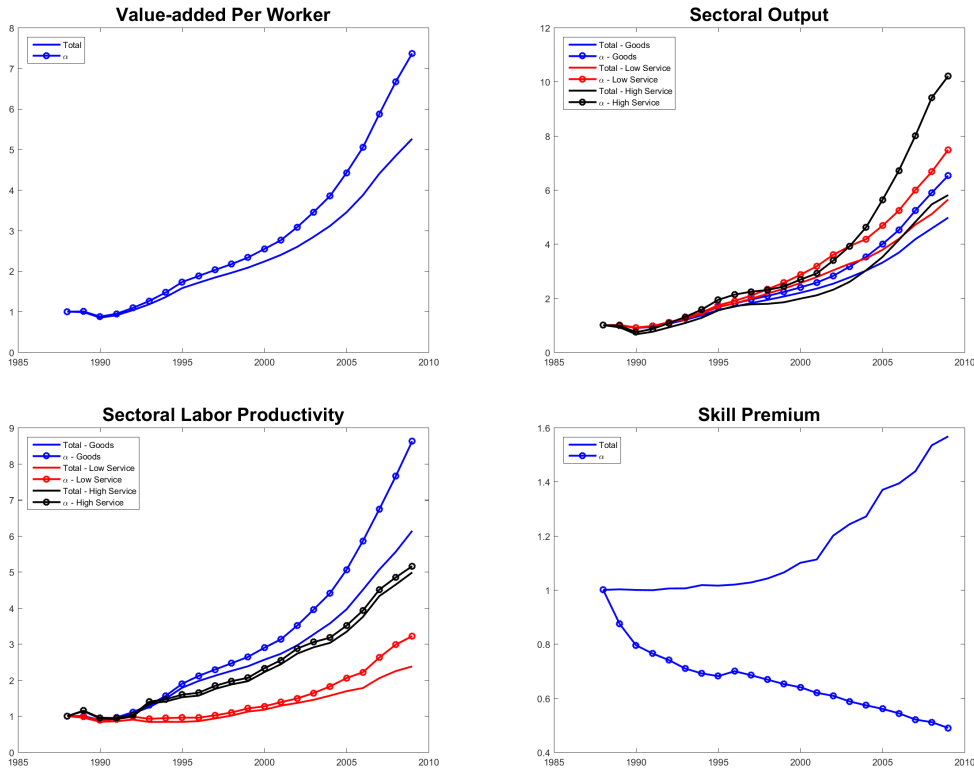 Value-added Per Worker
8
7
6
5
4
3
2
1
0
1985 1990 1995 2000 2005 2010
Total
α
Sectoral Output
12
10
8
6
4
2
0
1985 1990 1995 2000 2005 2010
Total - Goods
α - Goods
Total - Low Service
α - Low Service
Total - High Service
α - High Service
Sectoral Labor Productivity
9
8
7
6
5
4
3
2
1
0
1985 1990 1995 2000 2005 2010
Total - Goods
α - Goods
Total - Low Service
α - Low Service
Total - High Service
α - High Service
Skill Premium
1.6
1.4
1.2
1
0.8
0.6
0.4
1985 1990 1995 2000 2005 2010
Total
α